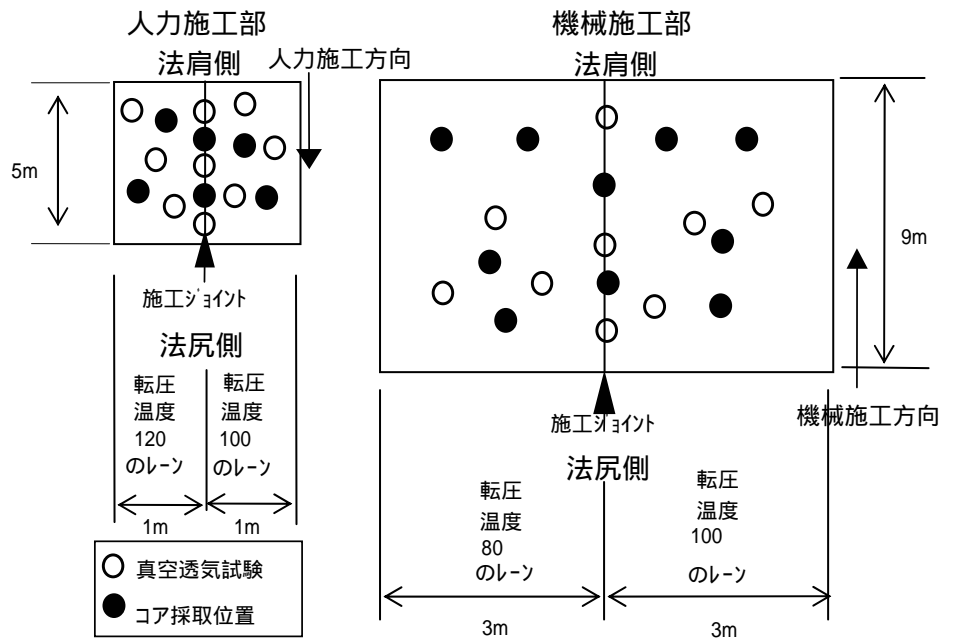 人力施工部
法肩側
人力施工方向
5m
施工ジョイント
法尻側
転圧
温度
120
のレーン
転圧
温度
100
のレーン
1m
1m
真空透気試験
コア採取位置
機械施工部
法肩側
9m
機械施工方向
施工ジョイント
法尻側
転圧
温度
80
のレーン
転圧
温度
100
のレーン
3m
3m